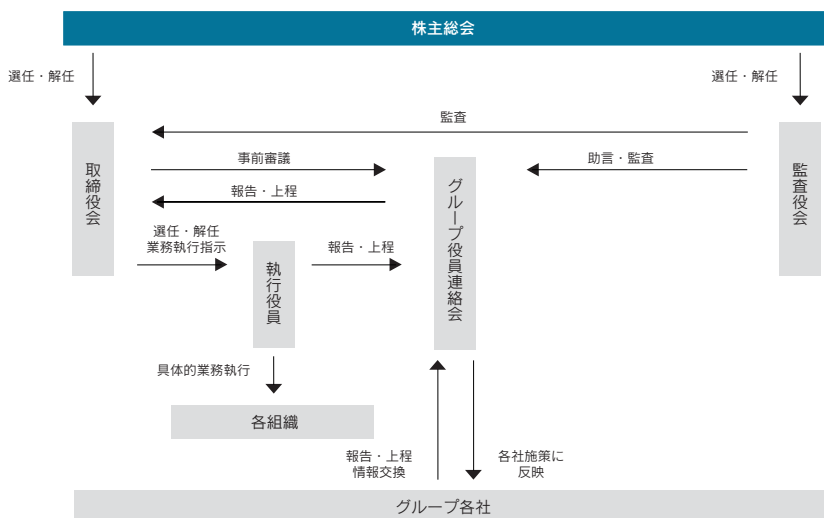 株主総会
選任・解任
選任・解任
監査
取締役会
事前審議
助言・監査
監査役会
報告・上程
グループ役員連絡会
選任・解任
業務執行指示
報告・上程
執行役員
具体的業務執行
各組織
報告・上程
情報交換
各社施策に
反映
グループ各社